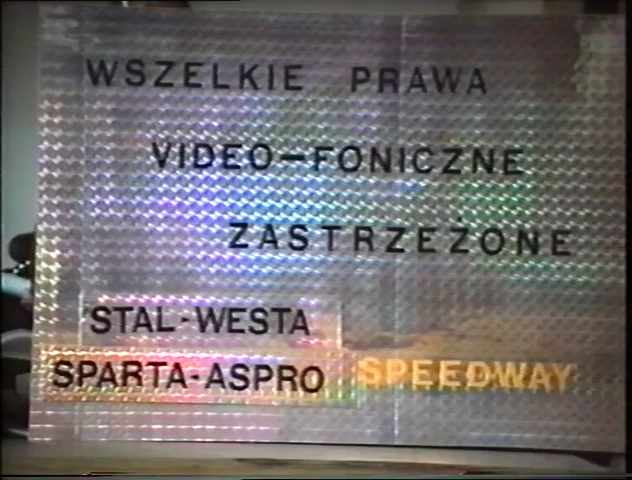 WSZELKIE PRAWA
VIDEO-FONICZNE
ZASTRZEŻONE
STAL-WESTA
SPARTA-ASPRO SPEEDWAY